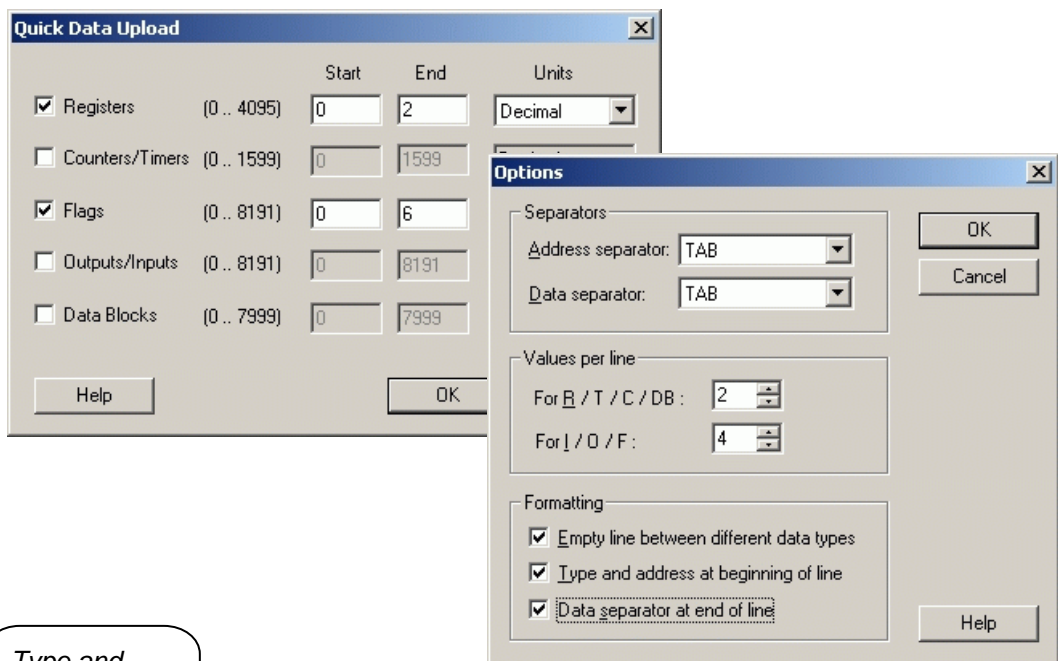 Quick Data Upload
Start End Units
Registers (0 .. 4095) 0 2 Decimal
Counters/Timers (0 .. 1599) 0 1599
Flags (0 .. 8191) 0 6
Outputs/Inputs (0 .. 8191) 0 8191
Data Blocks (0 .. 7999) 0 7999
Help OK
Options
Separators
Address separator: TAB
Data separator: TAB
OK
Cancel
Values per line
For R / T / C / DB : 2
For I / O / F : 4
Formatting
Empty line between different data types
Type and address at beginning of line
Data separator at end of line
Help
Type and